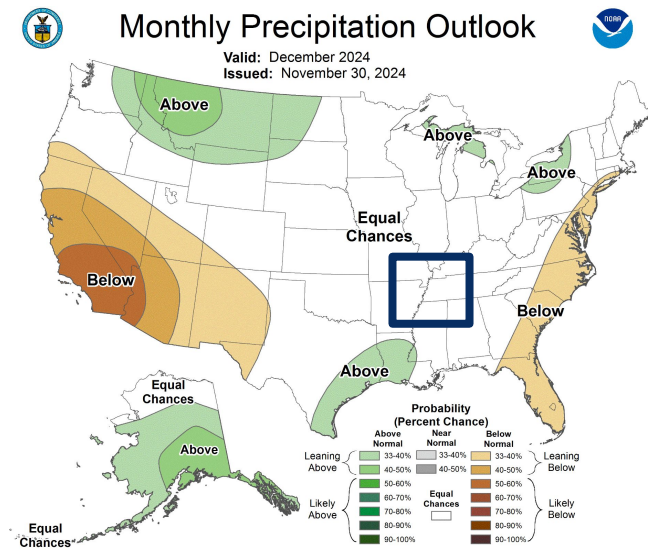 Monthly Precipitation Outlook
NOAA
Valid: December 2024
Issued: November 30, 2024
Above
Above
Above
Equal
Chances
Below
Below
Above
Equal
Chances
Above
Equal
Chances
Probability
(Percent Chance)
Above
Normal
Near
Normal
Below
Normal
Leaning
Above
33-40%
33-40%
33-40%
Leaning
Below
40-50%
40-50%
40-50%
Likely
Above
50-60%
50-60%
Likely
Below
60-70%
60-70%
70-80%
Equal
Chances
70-80%
80-90%
80-90%
90-100%
90-100%